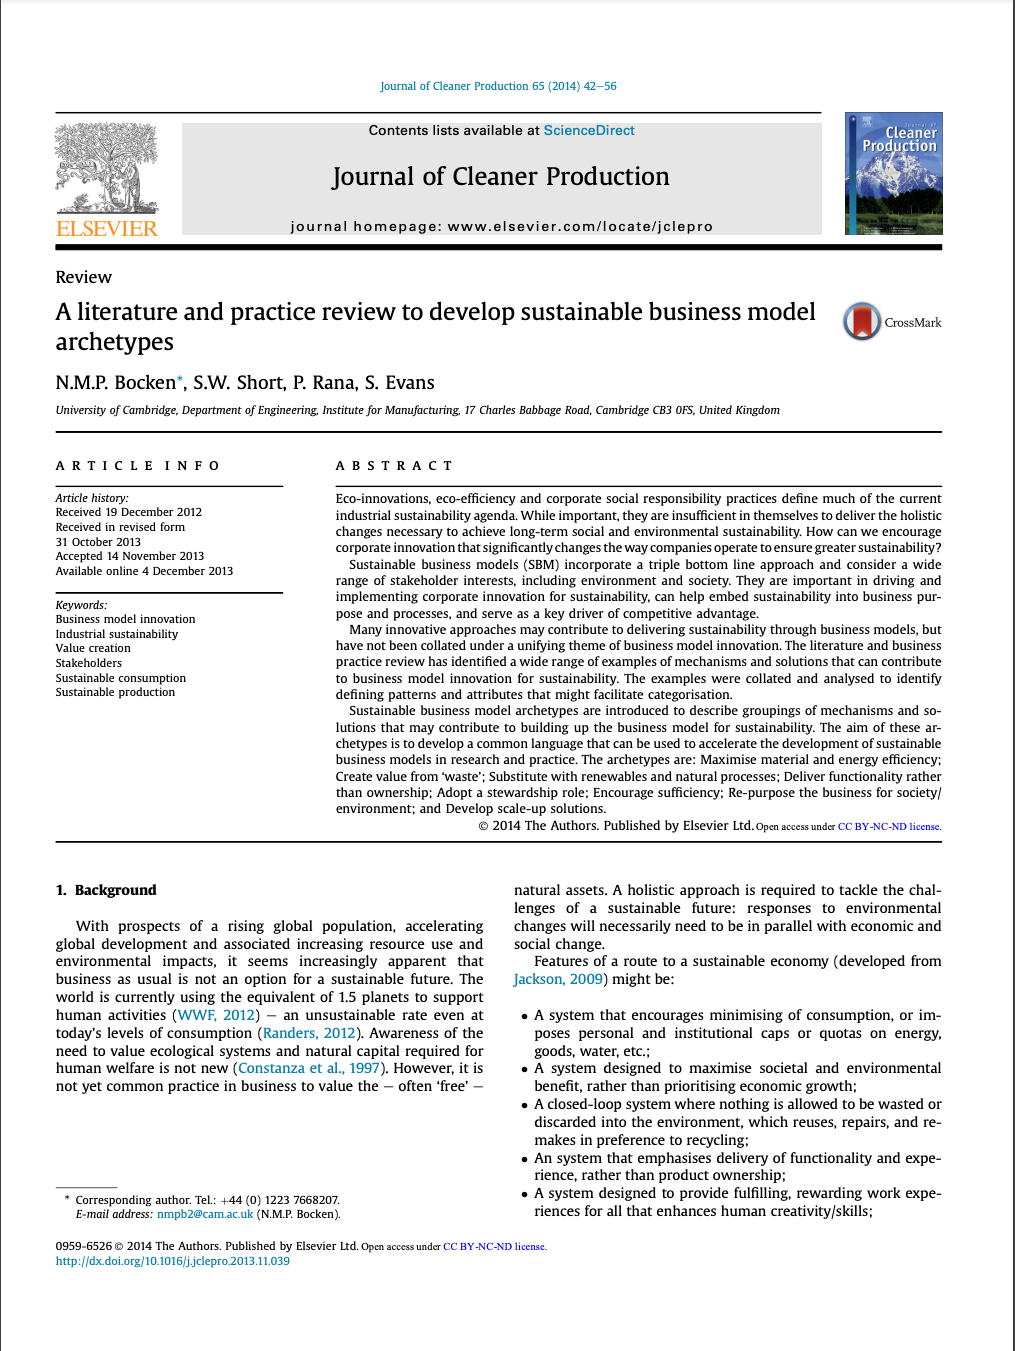 Journal of Cleaner Production 65 (2014) 42–56
Contents lists available at ScienceDirect
Journal of Cleaner Production
journal homepage: www.elsevier.com/locate/jclepro
ELSEVIER
Journal of
Cleaner
Production
Review
A literature and practice review to develop sustainable business model
archetypes
CrossMark
N.M.P. Bocken*, S.W. Short, P. Rana, S. Evans
University of Cambridge, Department of Engineering, Institute for Manufacturing, 17 Charles Babbage Road, Cambridge CB3 0FS, United Kingdom
ARTICLE INFO
Article history:
Received 19 December 2012
Received in revised form
31 October 2013
Accepted 14 November 2013
Available online 4 December 2013
Keywords:
Business model innovation
Industrial sustainability
Value creation
Stakeholders
Sustainable consumption
Sustainable production
ABSTRACT
Eco-innovations, eco-efficiency and corporate social responsibility practices define much of the current
industrial sustainability agenda. While important, they are insufficient in themselves to deliver the holistic
changes necessary to achieve long-term social and environmental sustainability. How can we encourage
corporate innovation that significantly changes the way companies operate to ensure greater sustainability?
Sustainable business models (SBM) incorporate a triple bottom line approach and consider a wide
range of stakeholder interests, including environment and society. They are important in driving and
implementing corporate innovation for sustainability, can help embed sustainability into business pur-
pose and processes, and serve as a key driver of competitive advantage.
Many innovative approaches may contribute to delivering sustainability through business models, but
have not been collated under a unifying theme of business model innovation. The literature and business
practice review has identified a wide range of examples of mechanisms and solutions that can contribute
to business model innovation for sustainability. The examples were collated and analysed to identify
defining patterns and attributes that might facilitate categorisation.
Sustainable business model archetypes are introduced to describe groupings of mechanisms and so-
lutions that may contribute to building up the business model for sustainability. The aim of these ar-
chetypes is to develop a common language that can be used to accelerate the development of sustainable
business models in research and practice. The archetypes are: Maximise material and energy efficiency;
Create value from ‘waste’; Substitute with renewables and natural processes; Deliver functionality rather
than ownership; Adopt a stewardship role; Encourage sufficiency; Re-purpose the business for society/
environment; and Develop scale-up solutions.
© 2014 The Authors. Published by Elsevier Ltd. Open access under CC BY-NC-ND license.
1. Background
With prospects of a rising global population, accelerating
global development and associated increasing resource use and
environmental impacts, it seems increasingly apparent that
business as usual is not an option for a sustainable future. The
world is currently using the equivalent of 1.5 planets to support
human activities (WWF, 2012) – an unsustainable rate even at
today’s levels of consumption (Randers, 2012). Awareness of the
need to value ecological systems and natural capital required for
human welfare is not new (Constanza et al., 1997). However, it is
not yet common practice in business to value the – often ‘free’ –
* Corresponding author. Tel.: +44 (0) 1223 7668207.
E-mail address: nmpb2@cam.ac.uk (N.M.P. Bocken).
natural assets. A holistic approach is required to tackle the chal-
lenges of a sustainable future: responses to environmental
changes will necessarily need to be in parallel with economic and
social change.
Features of a route to a sustainable economy (developed from
Jackson, 2009) might be:
• A system that encourages minimising of consumption, or im-
poses personal and institutional caps or quotas on energy,
goods, water, etc.;
• A system designed to maximise societal and environmental
benefit, rather than prioritising economic growth;
• A closed-loop system where nothing is allowed to be wasted or
discarded into the environment, which reuses, repairs, and re-
makes in preference to recycling;
• An system that emphasises delivery of functionality and expe-
rience, rather than product ownership;
• A system designed to provide fulfilling, rewarding work expe-
riences for all that enhances human creativity/skills;
0959-6526 © 2014 The Authors. Published by Elsevier Ltd. Open access under CC BY-NC-ND license.
http://dx.doi.org/10.1016/j.jclepro.2013.11.039